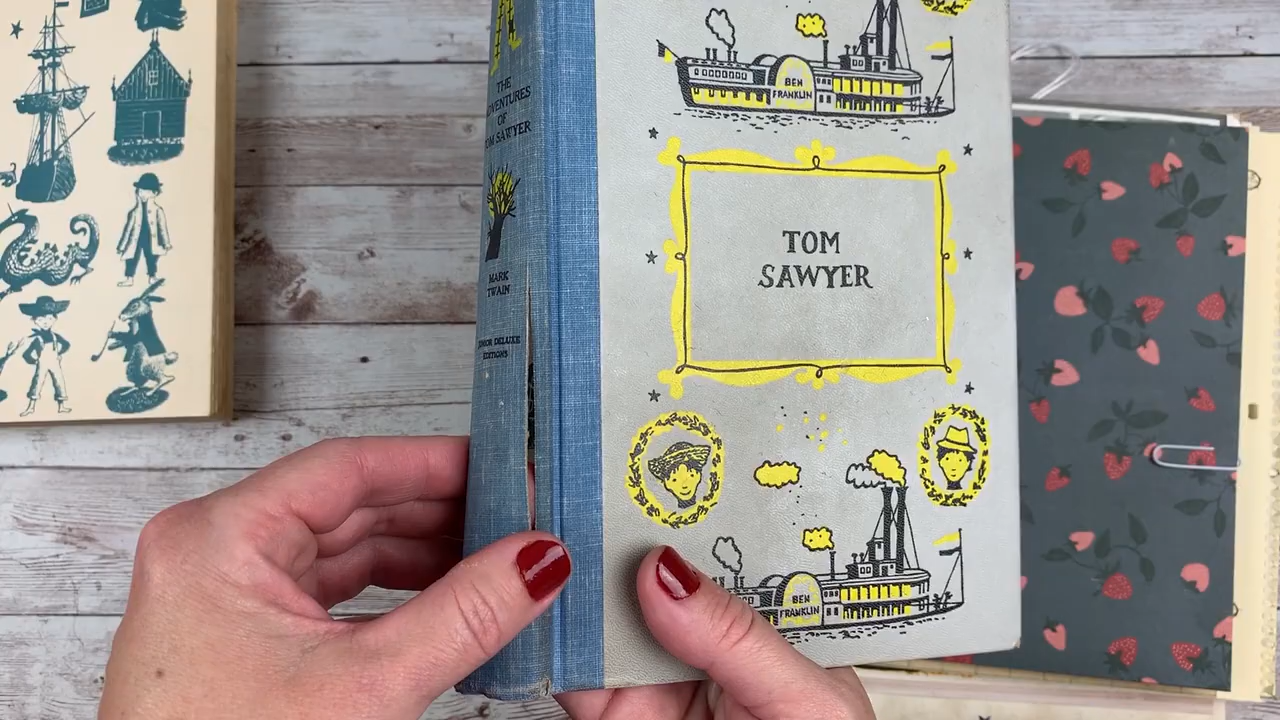 THE
ADVENTURES
OF
TOM SAWYER
MARK
TWAIN
JUNIOR DELUXE
EDITIONS
BEN
FRANKLIN
TOM
SAWYER
BEN
FRANKLIN